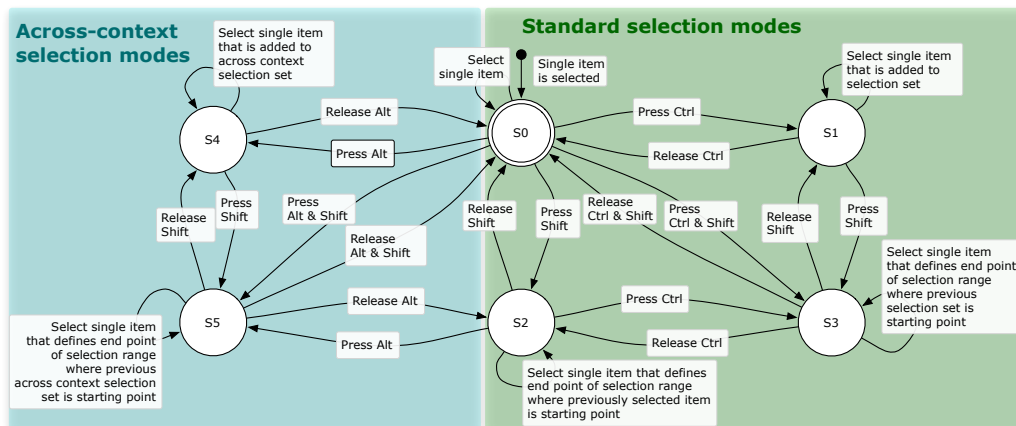 Across-context
selection modes
Standard selection modes
Select single item
that is added to
across context
selection set
Select
single item
Single item
is selected
Select single item
that is added to
selection set
Release Alt
Press Ctrl
S4
S0
S1
Press Alt
Release Ctrl
Release
Shift
Press
Shift
Press
Alt & Shift
Release
Alt & Shift
Release
Shift
Press
Shift
Release
Ctrl & Shift
Press
Ctrl & Shift
Release
Shift
Press
Shift
Select single item
that defines end point
of selection range
where previous
selection set is
starting point
Release Alt
Press Ctrl
S5
S2
S3
Press Alt
Release Ctrl
Select single item
that defines end point
of selection range
where previous
across context selection
set is starting point
Select single item that defines
end point of selection range
where previously selected item
is starting point